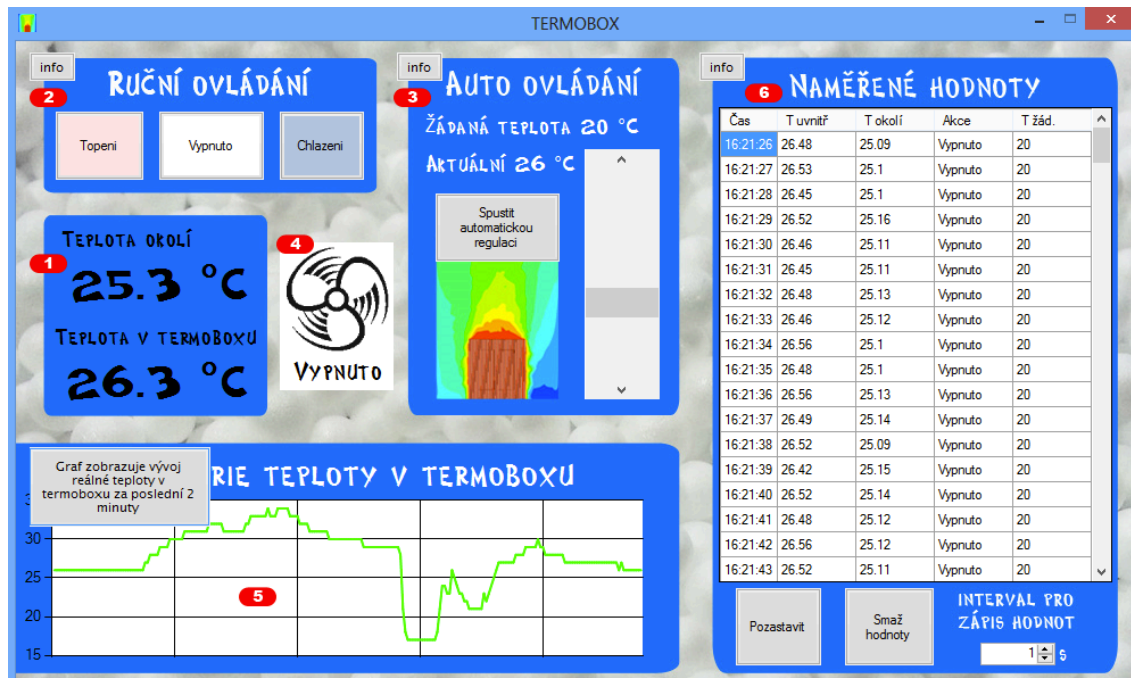 TERMOBOX
info
2
RUČNÍ OVLÁDÁNÍ
Topeni
Vypnuto
Chlazeni
TEPLOTA OKOLÍ
1
25.3 °C
TEPLOTA V TERMOBOXU
26.3 °C
4
VYPNUTO
info
3
AUTO OVLÁDÁNÍ
ŽÁDANÁ TEPLOTA 20 °C
AKTUÁLNÍ 26 °C
Spustit
automatickou
regulaci
Graf zobrazuje vývoj
reálné teploty v
termoboxu za poslední 2
minuty
RIE TEPLOTY V TERMOBOXU
30
25
20
15
5
info
6
NAMĚŘENÉ HODNOTY
Čas T uvnitř T okolí Akce T žád.
16:21:26 26.48 25.09 Vypnuto 20
16:21:27 26.53 25.1 Vypnuto 20
16:21:28 26.45 25.1 Vypnuto 20
16:21:29 26.52 25.16 Vypnuto 20
16:21:30 26.46 25.11 Vypnuto 20
16:21:31 26.45 25.11 Vypnuto 20
16:21:32 26.48 25.13 Vypnuto 20
16:21:33 26.46 25.12 Vypnuto 20
16:21:34 26.56 25.1 Vypnuto 20
16:21:35 26.48 25.1 Vypnuto 20
16:21:36 26.56 25.13 Vypnuto 20
16:21:37 26.49 25.14 Vypnuto 20
16:21:38 26.52 25.09 Vypnuto 20
16:21:39 26.42 25.15 Vypnuto 20
16:21:40 26.52 25.14 Vypnuto 20
16:21:41 26.48 25.12 Vypnuto 20
16:21:42 26.56 25.12 Vypnuto 20
16:21:43 26.52 25.11 Vypnuto 20
Pozastavit
Smaž
hodnoty
INTERVAL PRO
ZÁPIS HODNOT
1 S